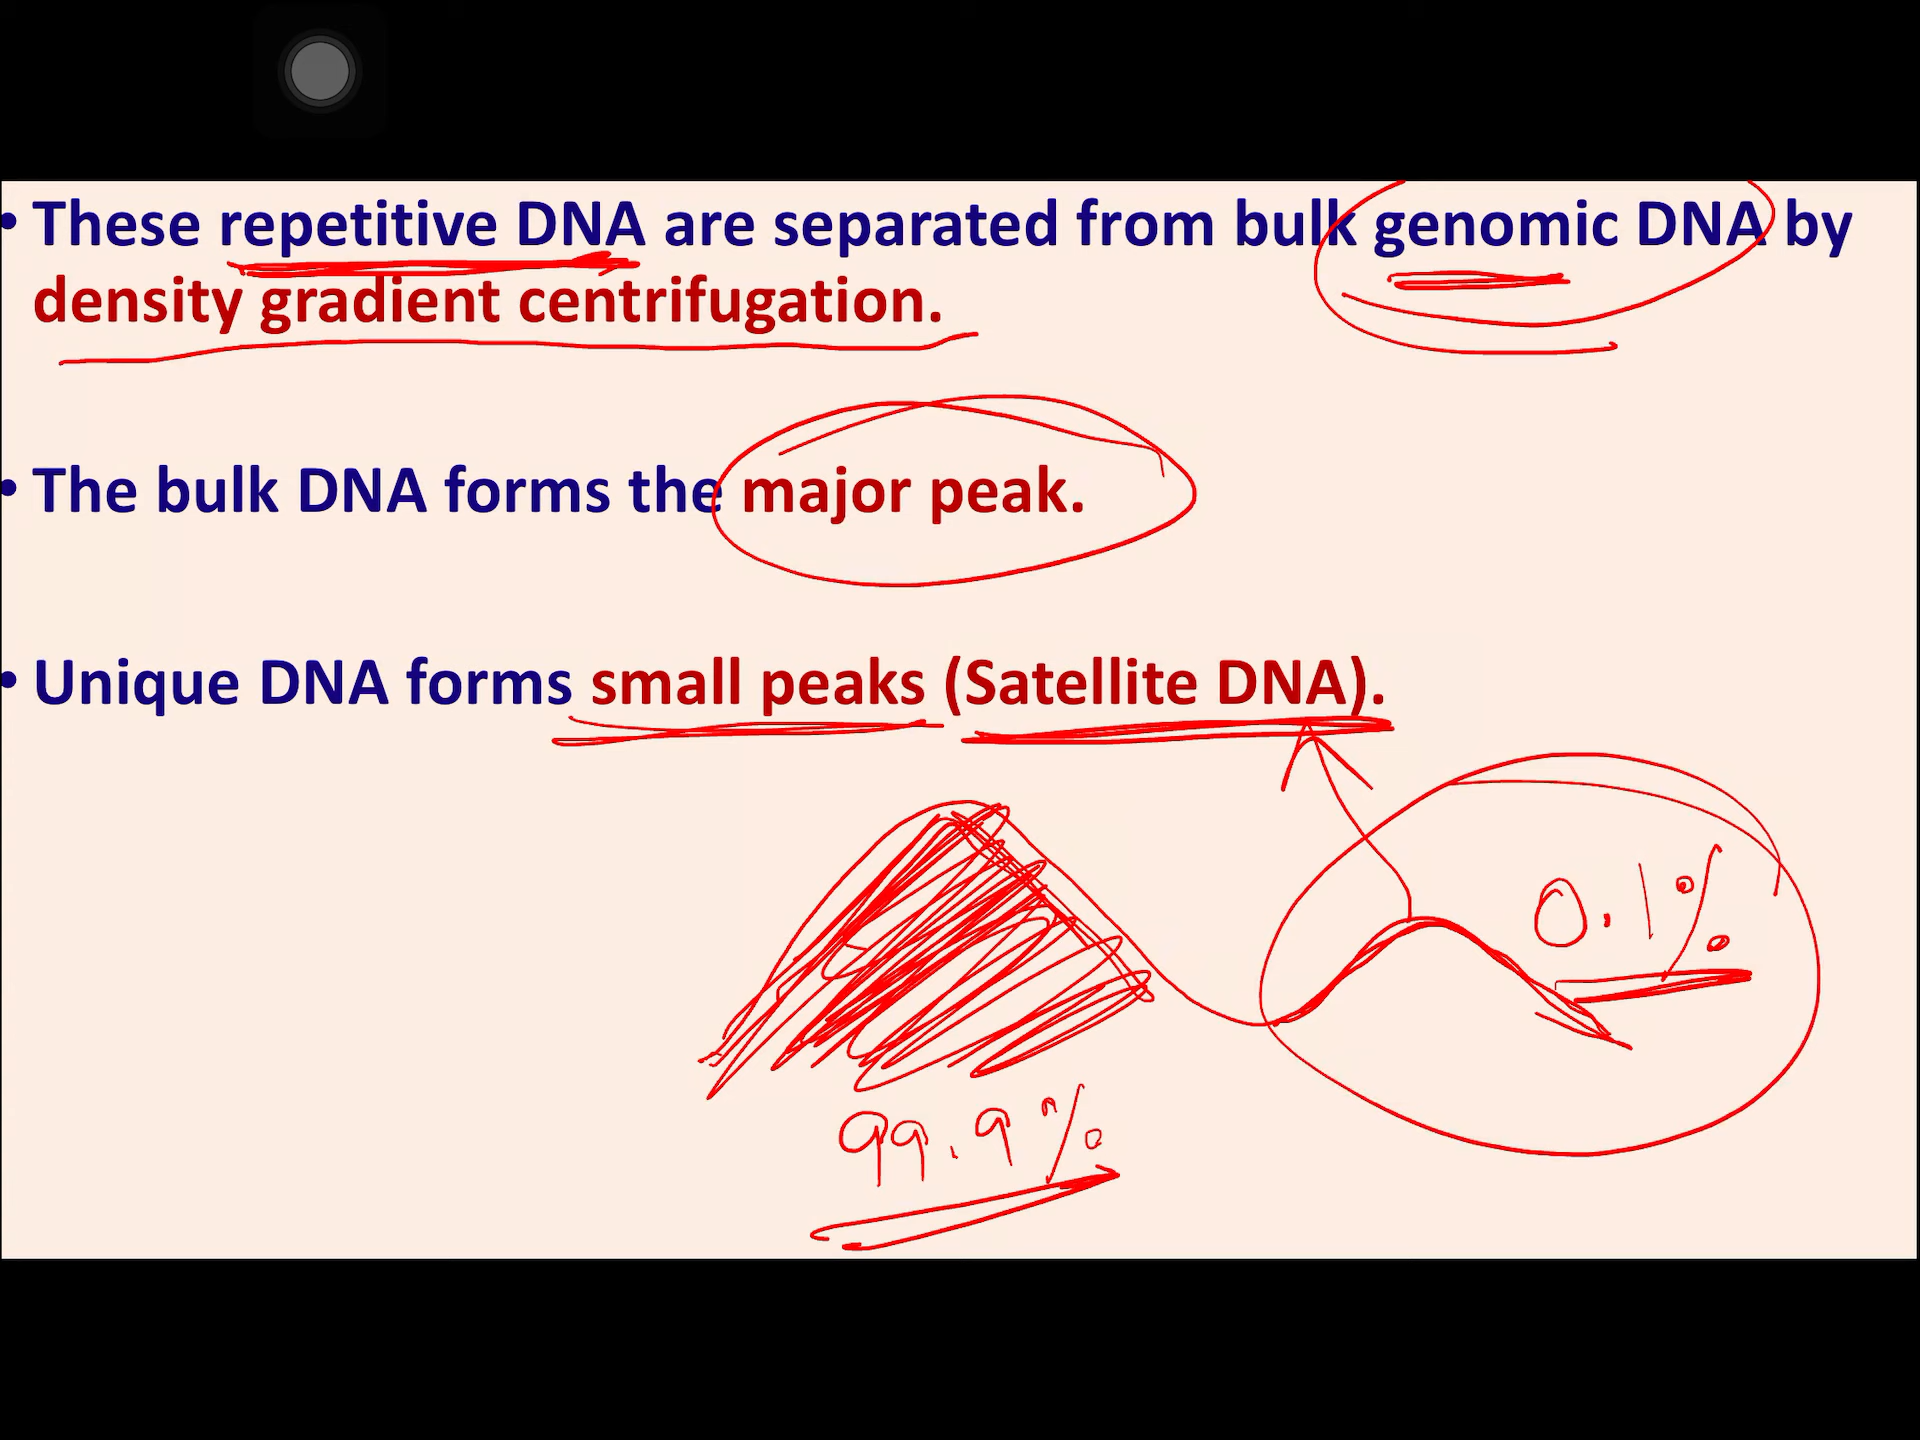 • These repetitive DNA are separated from bulk genomic DNA by
density gradient centrifugation.
• The bulk DNA forms the major peak.
• Unique DNA forms small peaks (Satellite DNA).
0.1%
99.9%